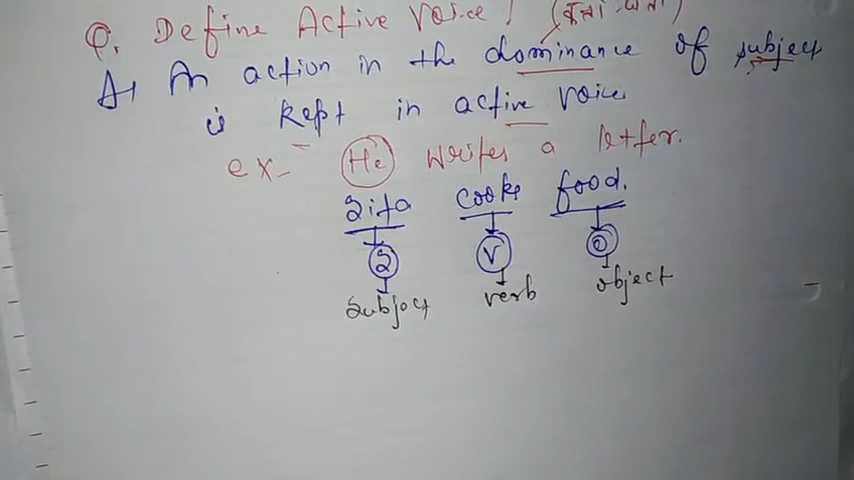 Q. Define Active Voice !
A, An action in the dominance of subject
is kept in active voice
ex- He writes a letter.
Sita cooks food.
S V O
subject verb object